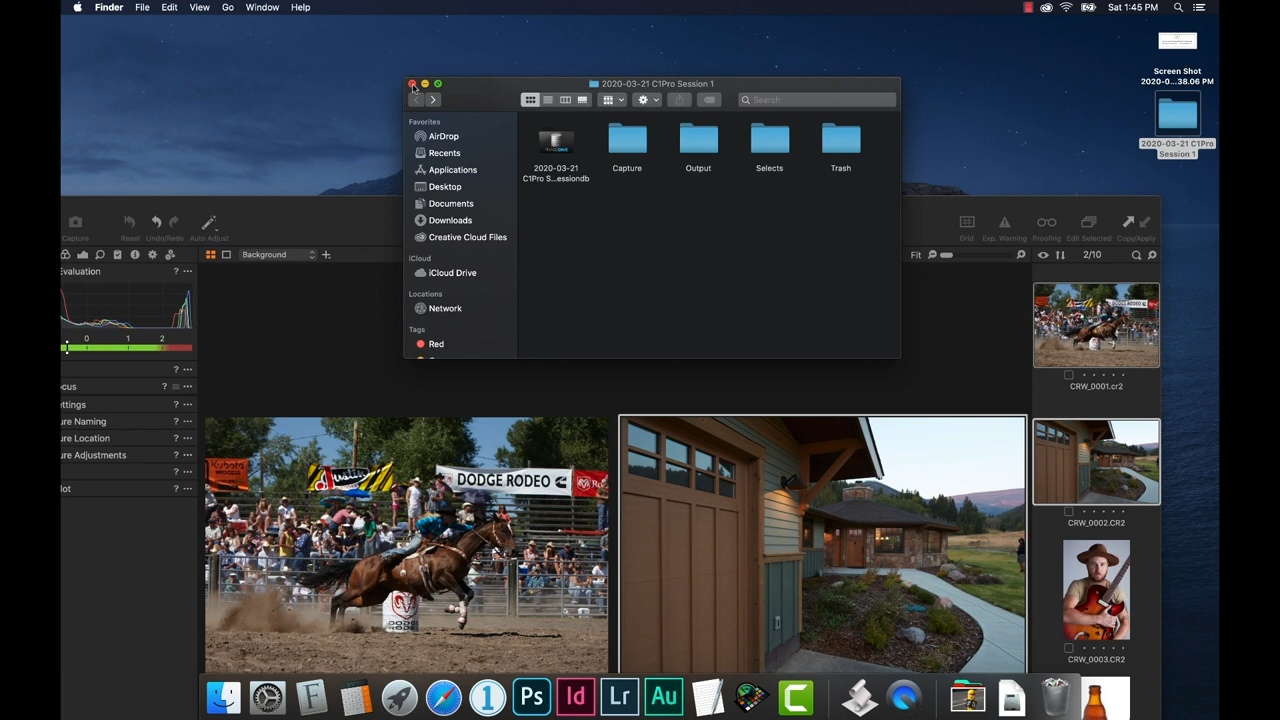 Finder File Edit View Go Window Help
Sat 1:45 PM
Screen Shot
2020-0...38.06 PM
2020-03-21 C1Pro
Session 1
2020-03-21 C1Pro Session 1
Search
Favorites
AirDrop
Recents
Applications
Desktop
Documents
Downloads
Creative Cloud Files
iCloud
iCloud Drive
Locations
Network
Tags
Red
2020-03-21
C1Pro S...essiondb
Capture
Output
Selects
Trash
Capture Reset Undo/Redo Auto Adjust
Grid Exp. Warning Proofing Edit Selected Copy/Apply
Background
Fit
2/10
Evaluation ? ...
0 1 2
? ...
ocus ? ...
ettings ? ...
ure Naming ? ...
ure Location ? ...
ure Adjustments ? ...
? ...
lot ? ...
CRW_0001.cr2
CRW_0002.CR2
CRW_0003.CR2
Kubota
Justin
DODGE RODEO
DODGE RODEO
1 Ps Id Lr Au C